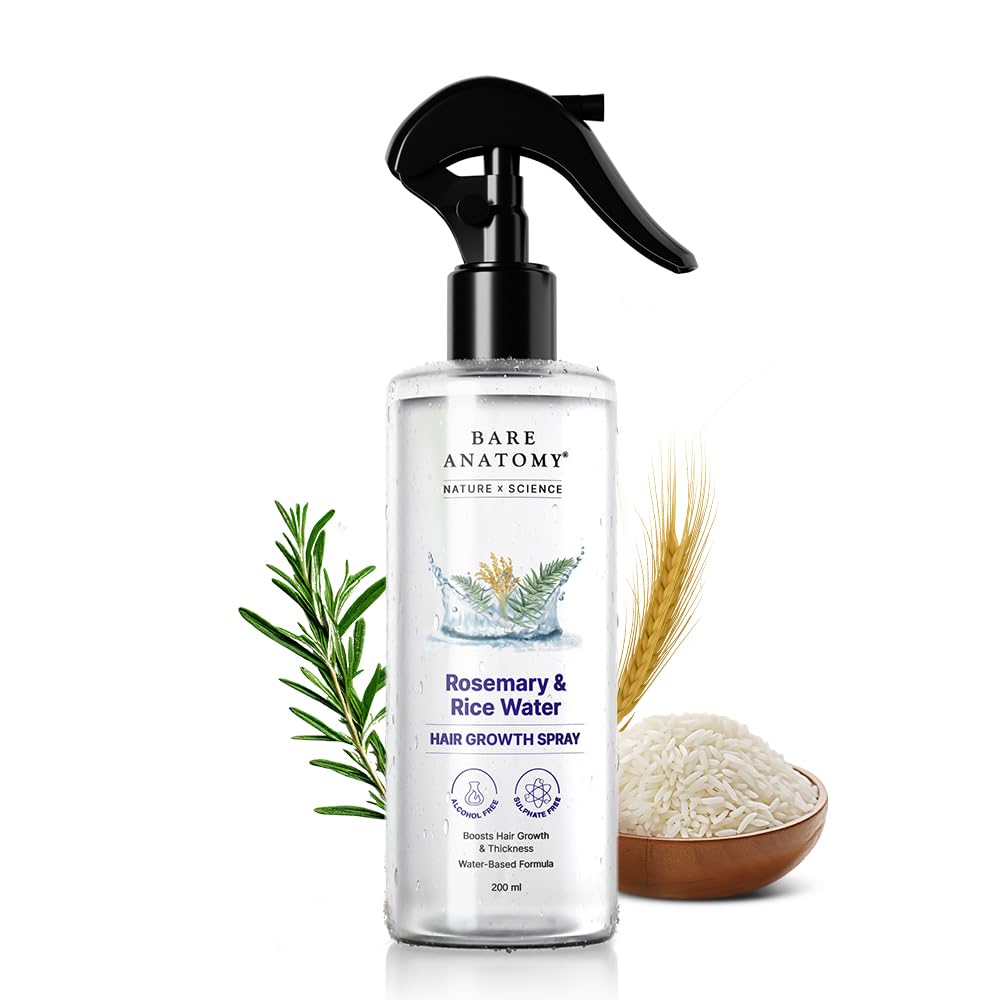 BARE
ANATOMY®
NATURE x SCIENCE
Rosemary &
Rice Water
HAIR GROWTH SPRAY
ALCOHOL FREE
SULPHATE FREE
Boosts Hair Growth
& Thickness
Water-Based Formula
200 ml